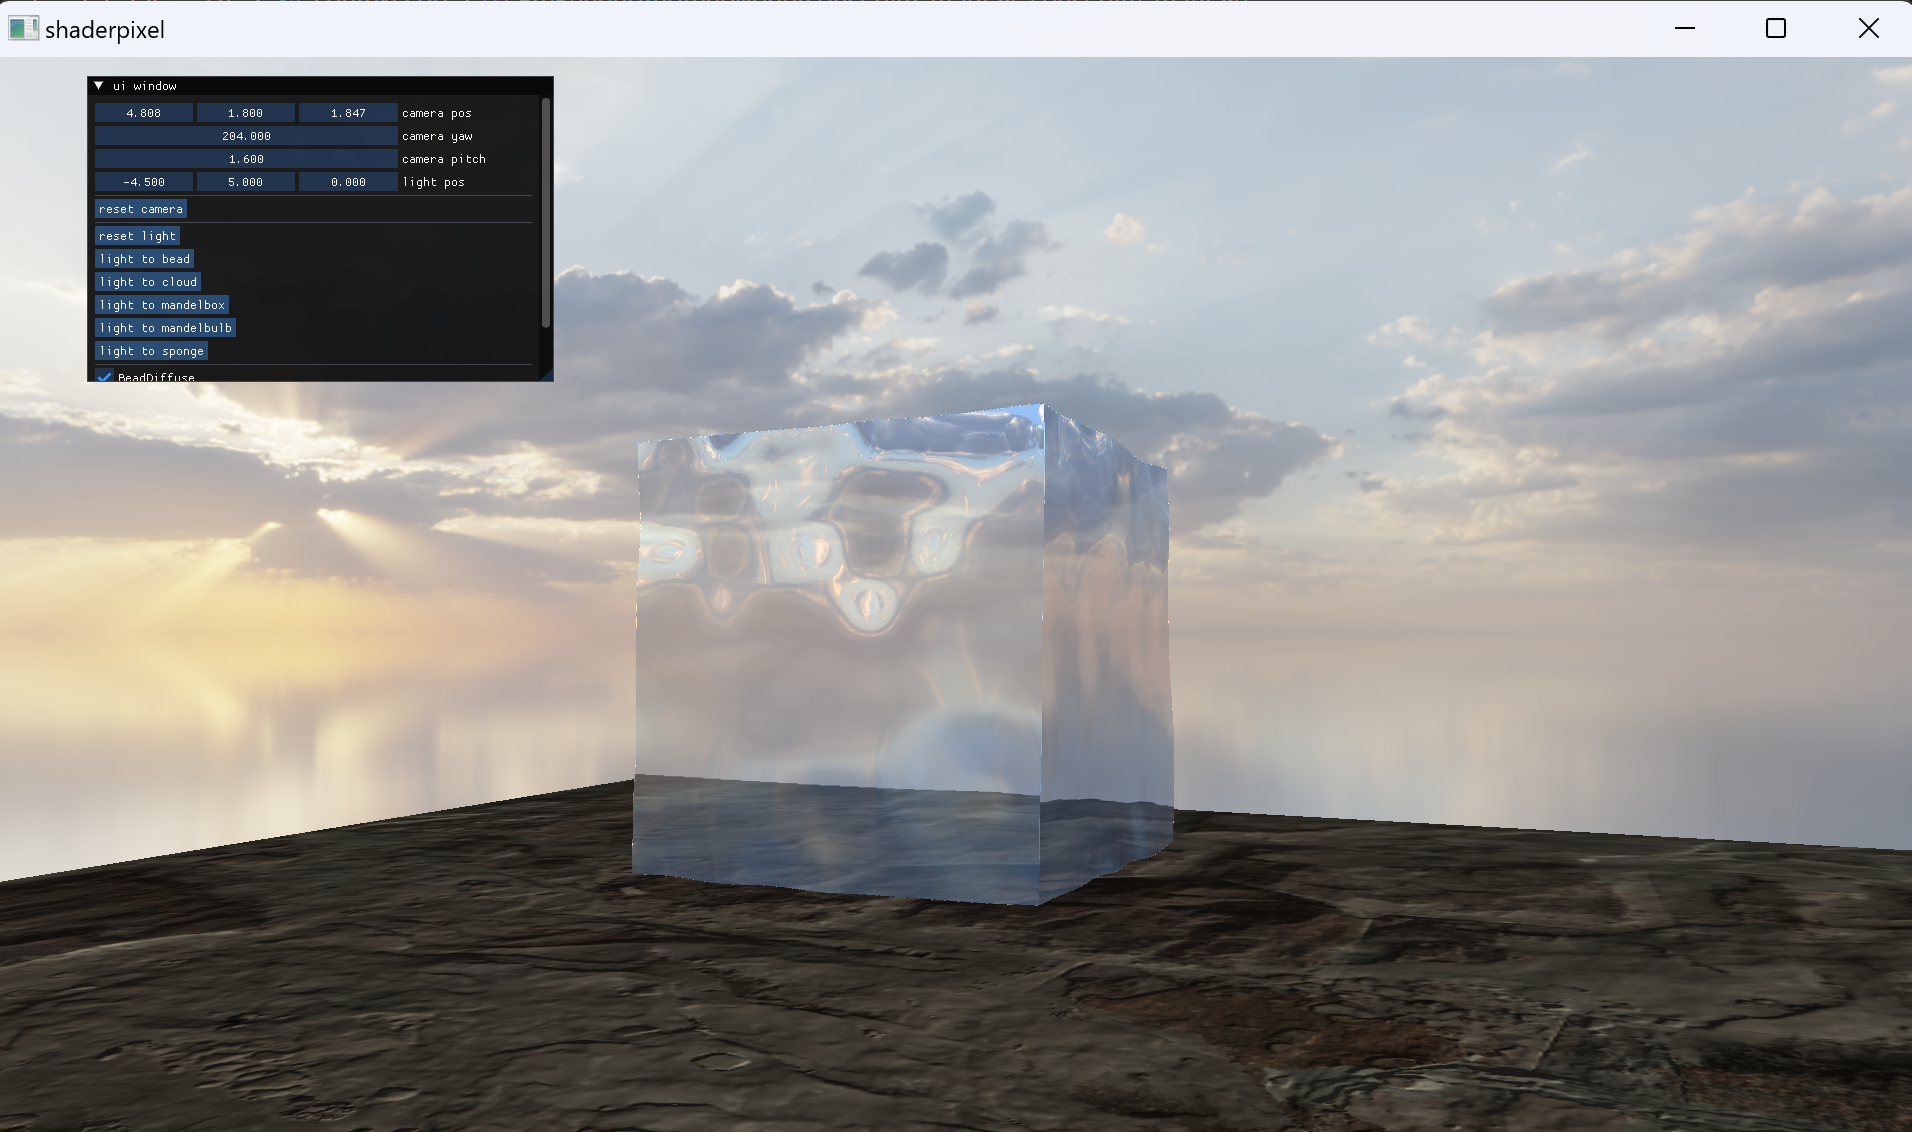 shaderpixel
ui window
4.808 1.800 1.847 camera pos
204.000 camera yaw
1.600 camera pitch
-4.500 5.000 0.000 light pos
reset camera
reset light
light to bead
light to cloud
light to mandelbox
light to mandelbulb
light to sponge
BeadDiffuse